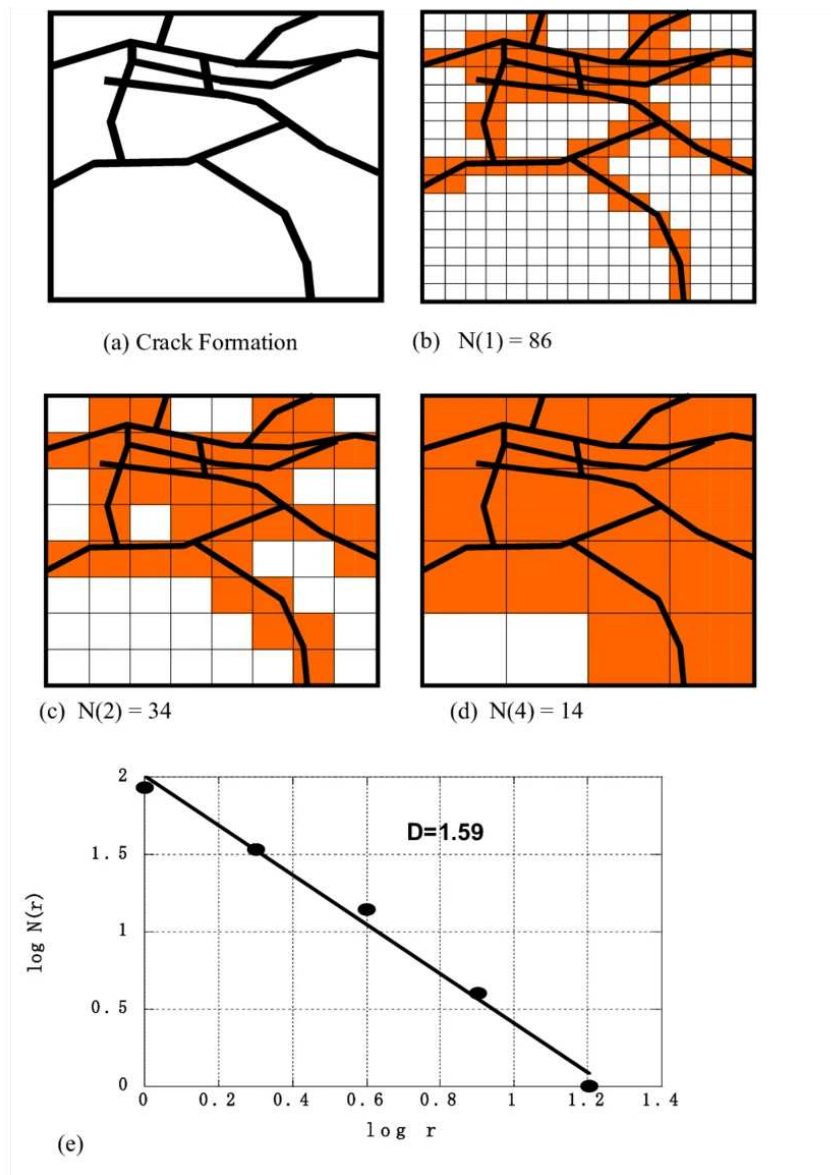 (a) Crack Formation
(b) N(1) = 86
(c) N(2) = 34
(d) N(4) = 14
2
1.5
1
0.5
0
log N(r)
D=1.59
0 0.2 0.4 0.6 0.8 1 1.2 1.4
log r
(e)